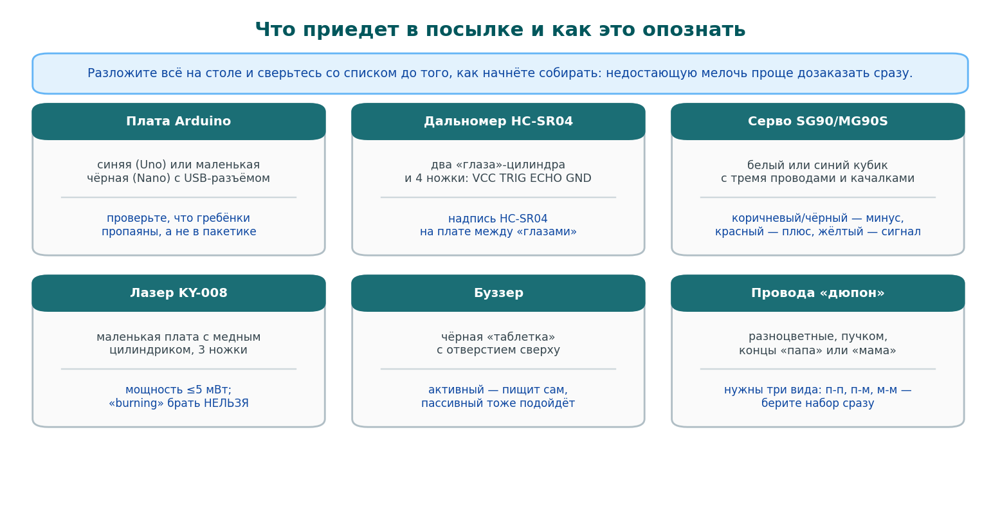 Что приедет в посылке и как это опознать
Разложите всё на столе и сверьтесь со списком до того, как начнёте собирать: недостающую мелочь проще дозаказать сразу.
Плата Arduino
синяя (Uno) или маленькая
чёрная (Nano) с USB-разъёмом
проверьте, что гребёнки
пропаяны, а не в пакетике
Дальномер HC-SR04
два «глаза»-цилиндра
и 4 ножки: VCC TRIG ECHO GND
надпись HC-SR04
на плате между «глазами»
Серво SG90/MG90S
белый или синий кубик
с тремя проводами и качалками
коричневый/чёрный — минус,
красный — плюс, жёлтый — сигнал
Лазер KY-008
маленькая плата с медным
цилиндриком, 3 ножки
мощность ≤5 мВт;
«burning» брать НЕЛЬЗЯ
Буззер
чёрная «таблетка»
с отверстием сверху
активный — пищит сам,
пассивный тоже подойдёт
Провода «дюпон»
разноцветные, пучком,
концы «папа» или «мама»
нужны три вида: п-п, п-м, м-м —
берите набор сразу